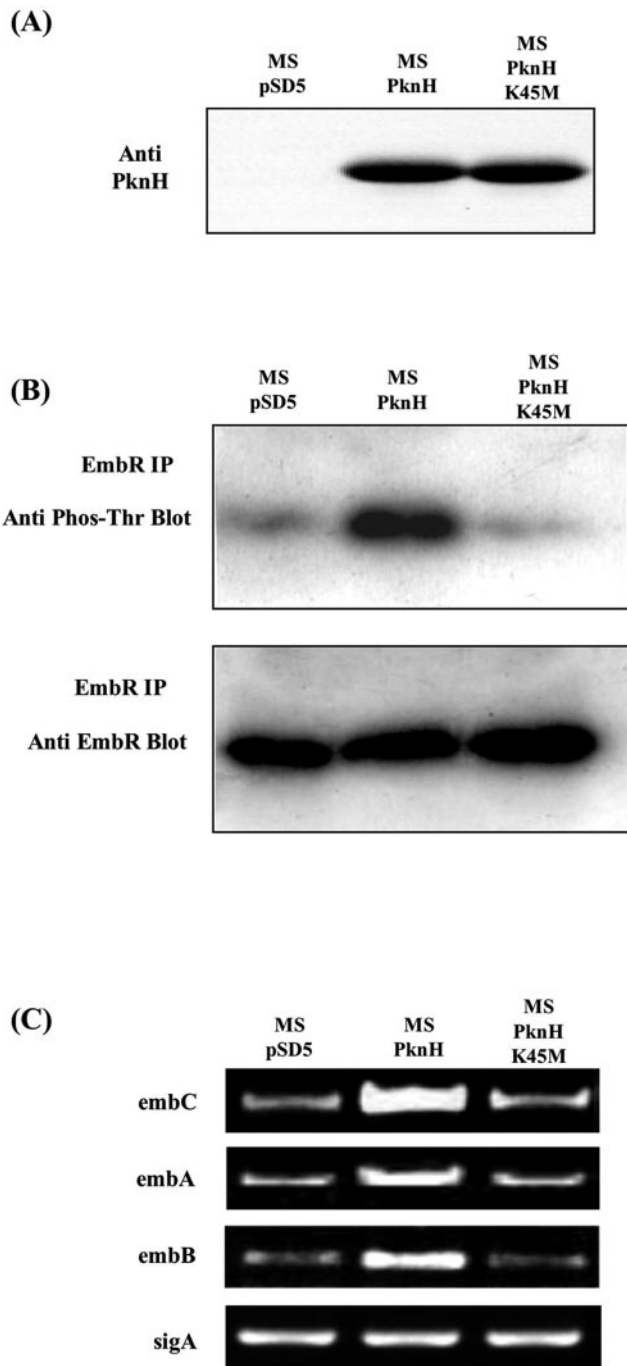 (A)
MS
pSD5
MS
PknH
MS
PknH
K45M
Anti
PknH
(B)
MS
pSD5
MS
PknH
MS
PknH
K45M
EmbR IP
Anti Phos-Thr Blot
EmbR IP
Anti EmbR Blot
(C)
MS
pSD5
MS
PknH
MS
PknH
K45M
embC
embA
embB
sigA